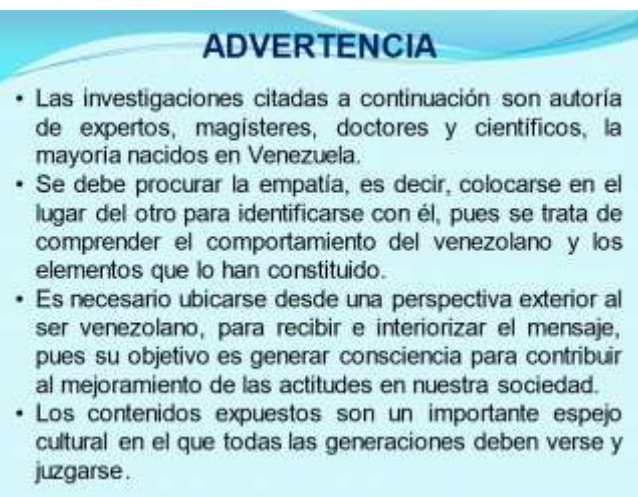 ADVERTENCIA
• Las investigaciones citadas a continuación son autoría
de expertos, magísteres, doctores y científicos, la
mayoría nacidos en Venezuela.
• Se debe procurar la empatía, es decir, colocarse en el
lugar del otro para identificarse con él, pues se trata de
comprender el comportamiento del venezolano y los
elementos que lo han constituido.
• Es necesario ubicarse desde una perspectiva exterior al
ser venezolano, para recibir e interiorizar el mensaje,
pues su objetivo es generar consciencia para contribuir
al mejoramiento de las actitudes en nuestra sociedad.
• Los contenidos expuestos son un importante espejo
cultural en el que todas las generaciones deben verse y
juzgarse.